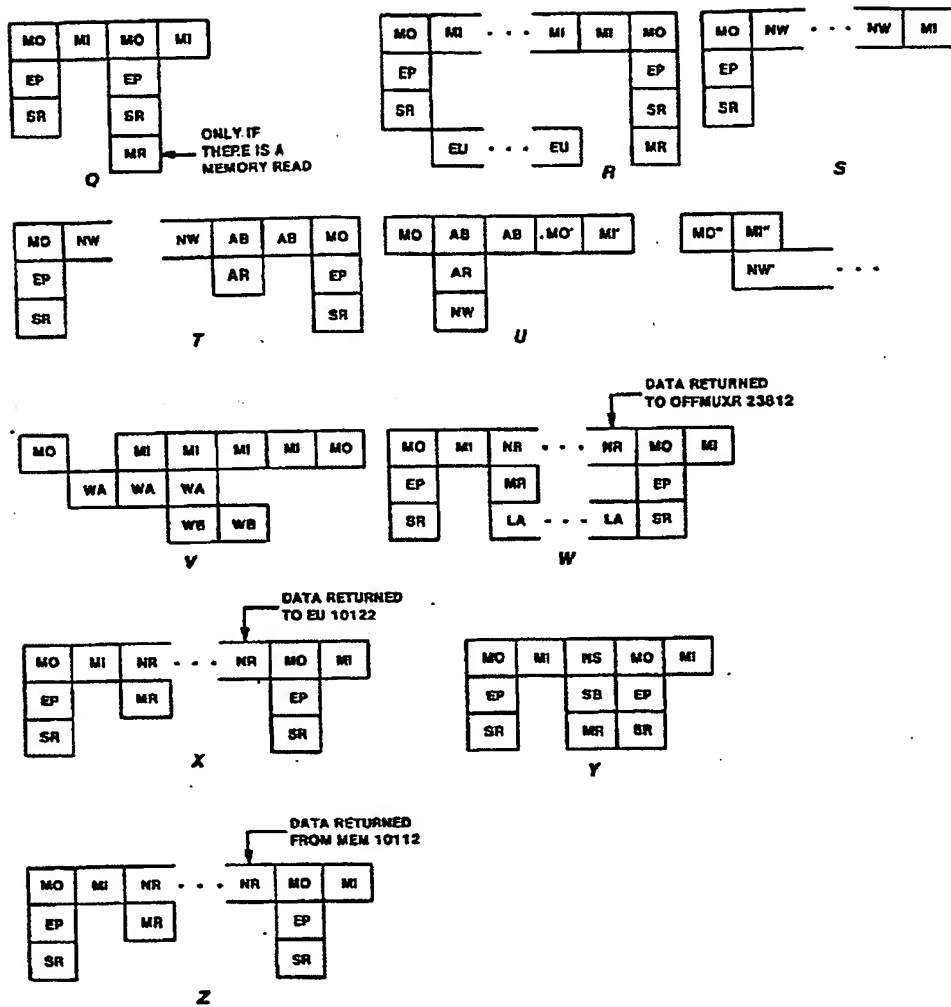 MO MI MO MI
EP EP
SR SR
MR
ONLY IF
THERE IS A
MEMORY READ
Q
MO MI · · · MI MI MO
EP EP
SR SR
EU · · · EU MR
R
MO NW · · · NW MI
EP
SR
S
MO NW NW AB AB MO
EP AR EP
SR SR
T
MO AB AB MO' MI'
AR
NW
U
MO" MI"
NW' · · ·
MO MI MI MI MI MO
WA WA WA
WB WB
V
DATA RETURNED
TO OFFMUXR 23812
MO MI NR · · · NR MO MI
EP MR EP
SR LA · · · LA SR
W
DATA RETURNED
TO EU 10122
MO MI NR · · · NR MO MI
EP MR EP
SR SR
X
MO MI NS MO MI
EP SB EP
SR MR SR
Y
DATA RETURNED
FROM MEM 10112
MO MI NR · · · NR MO MI
EP MR EP
SR SR
Z